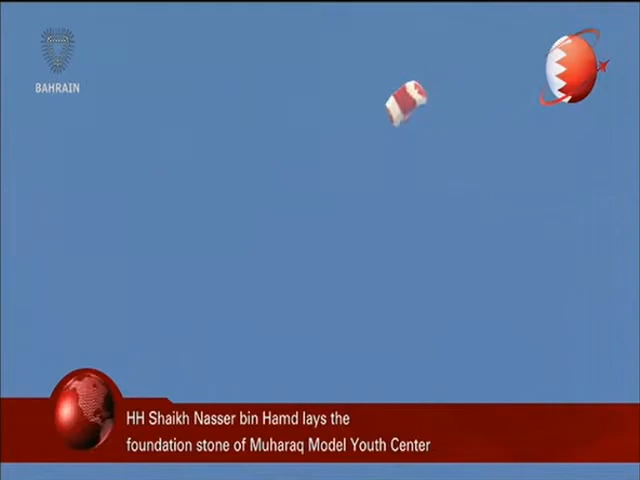 BAHRAIN
HH Shaikh Nasser bin Hamd lays the
foundation stone of Muharaq Model Youth Center